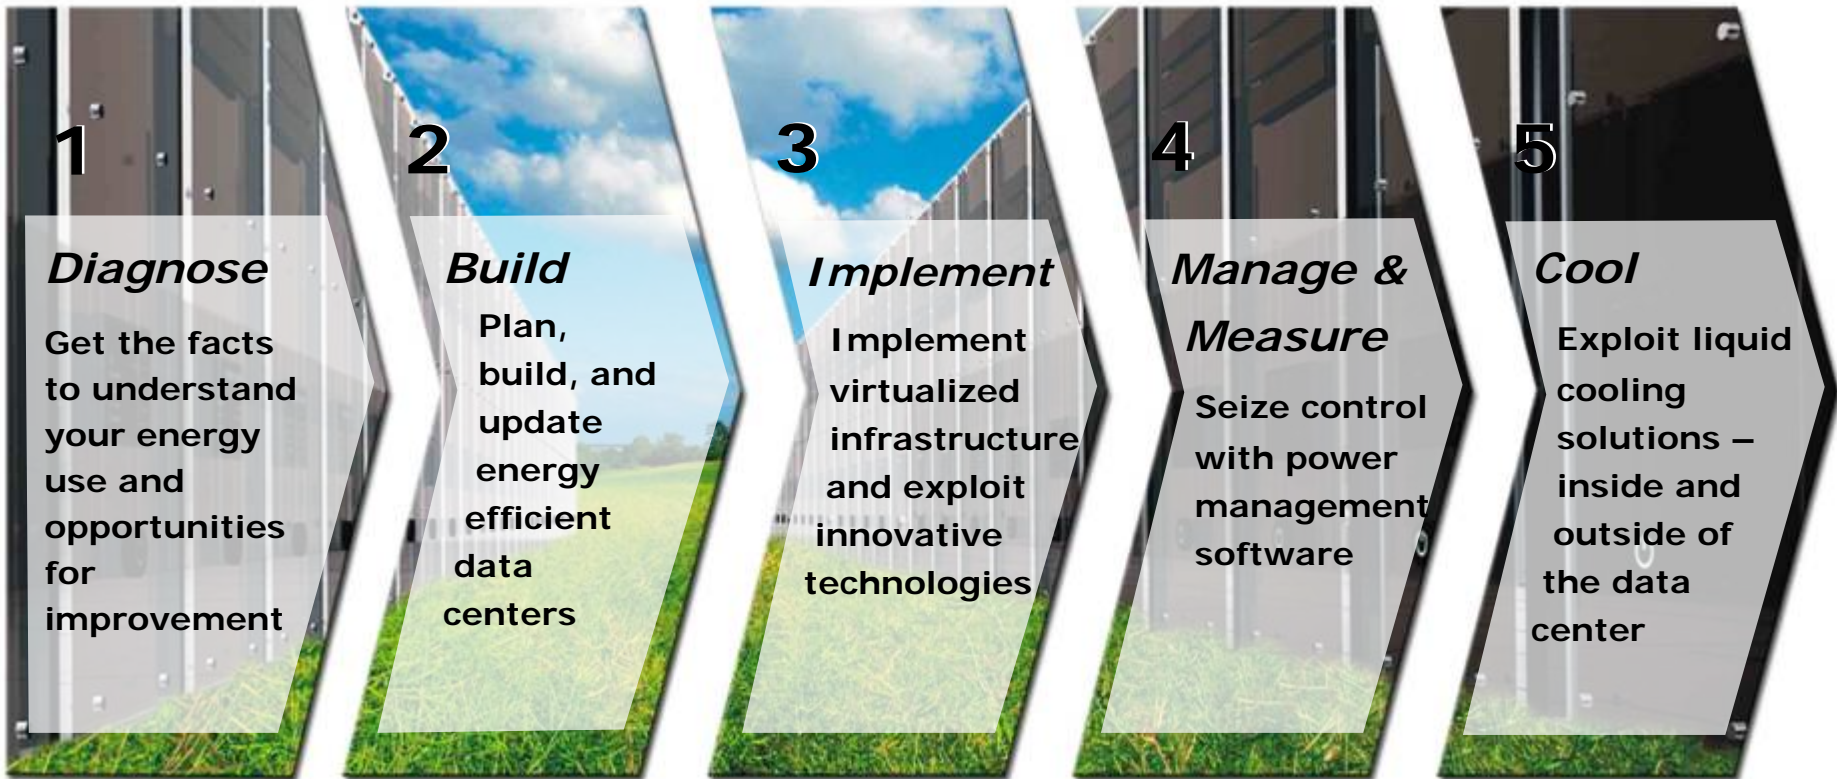 1
Diagnose
Get the facts
to understand
your energy
use and
opportunities
for
improvement
2
Build
Plan,
build, and
update
energy
efficient
data
centers
3
Implement
Implement
virtualized
infrastructure
and exploit
innovative
technologies
4
Manage &
Measure
Seize control
with power
management
software
5
Cool
Exploit liquid
cooling
solutions –
inside and
outside of
the data
center